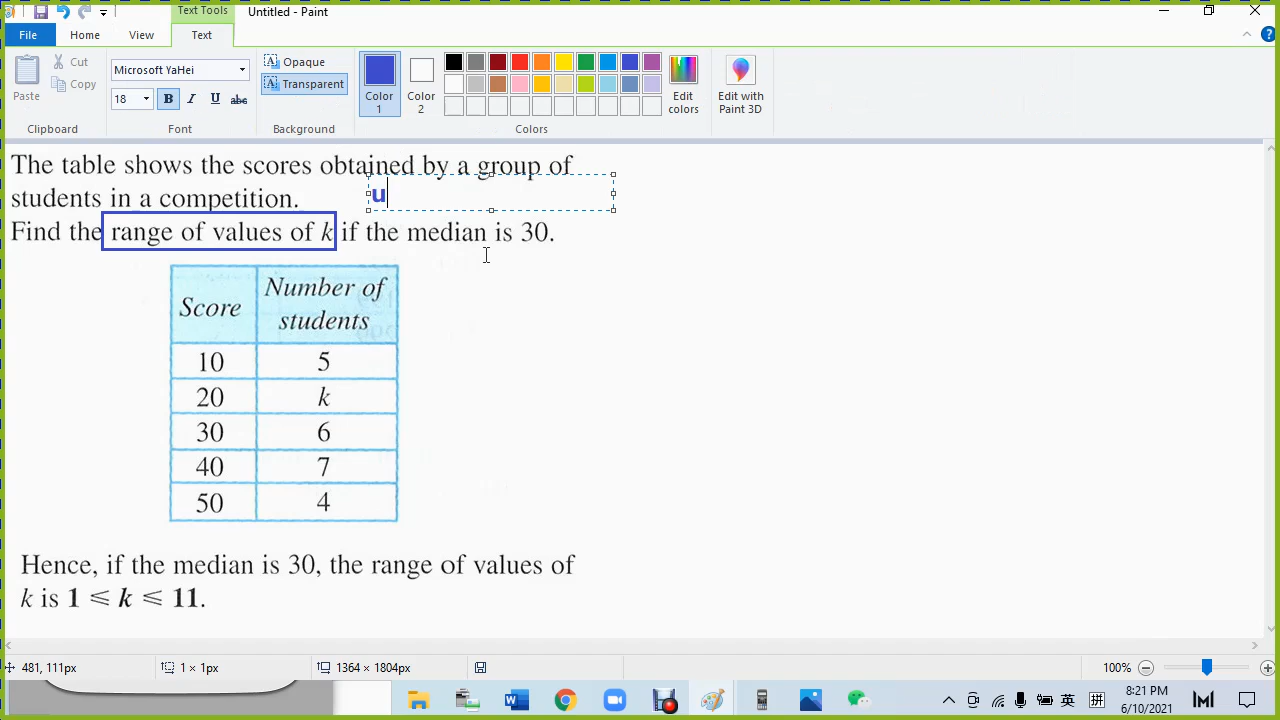 Text Tools
Untitled - Paint
File
Home
View
Text
Paste
Cut
Copy
Clipboard
Microsoft YaHei
18
B I U abc
Font
Opaque
Transparent
Background
Color 1
Color 2
Edit colors
Colors
Edit with Paint 3D
The table shows the scores obtained by a group of
students in a competition.
u
Find the range of values of k if the median is 30.
Score Number of students
10 5
20 k
30 6
40 7
50 4
Hence, if the median is 30, the range of values of
k is 1 ⩽ k ⩽ 11.
481, 111px
1 × 1px
1364 × 1804px
100%
英
拼
8:21 PM
6/10/2021